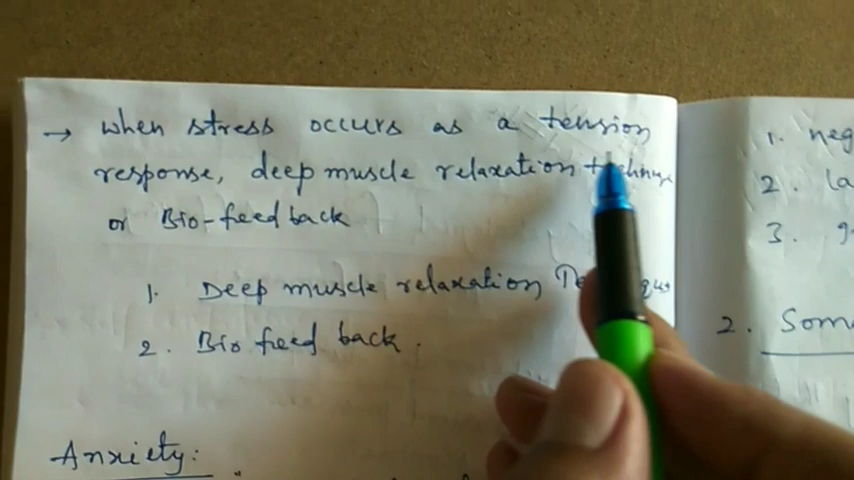 → when stress occurs as a tension
response, deep muscle relaxation
or Bio-feed back
1. Deep muscle relaxation
2. Bio feed back.
Anxiety:
1. neg
2. la
3. g
2. Som